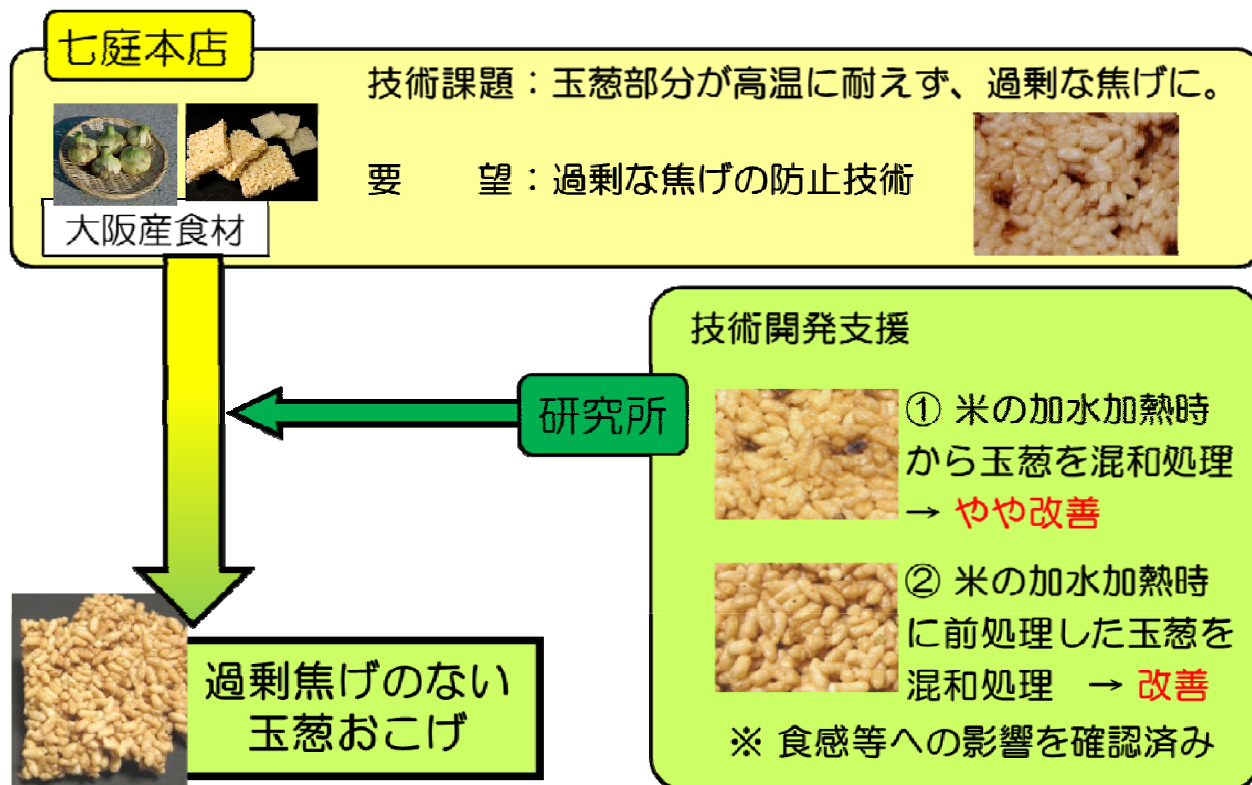 七庭本店
技術課題：玉葱部分が高温に耐えず、過剰な焦げに。
要　　望：過剰な焦げの防止技術
大阪産食材
技術開発支援
研究所
① 米の加水加熱時
から玉葱を混和処理
→ やや改善
② 米の加水加熱時
に前処理した玉葱を
混和処理　→ 改善
※ 食感等への影響を確認済み
過剰焦げのない
玉葱おこげ